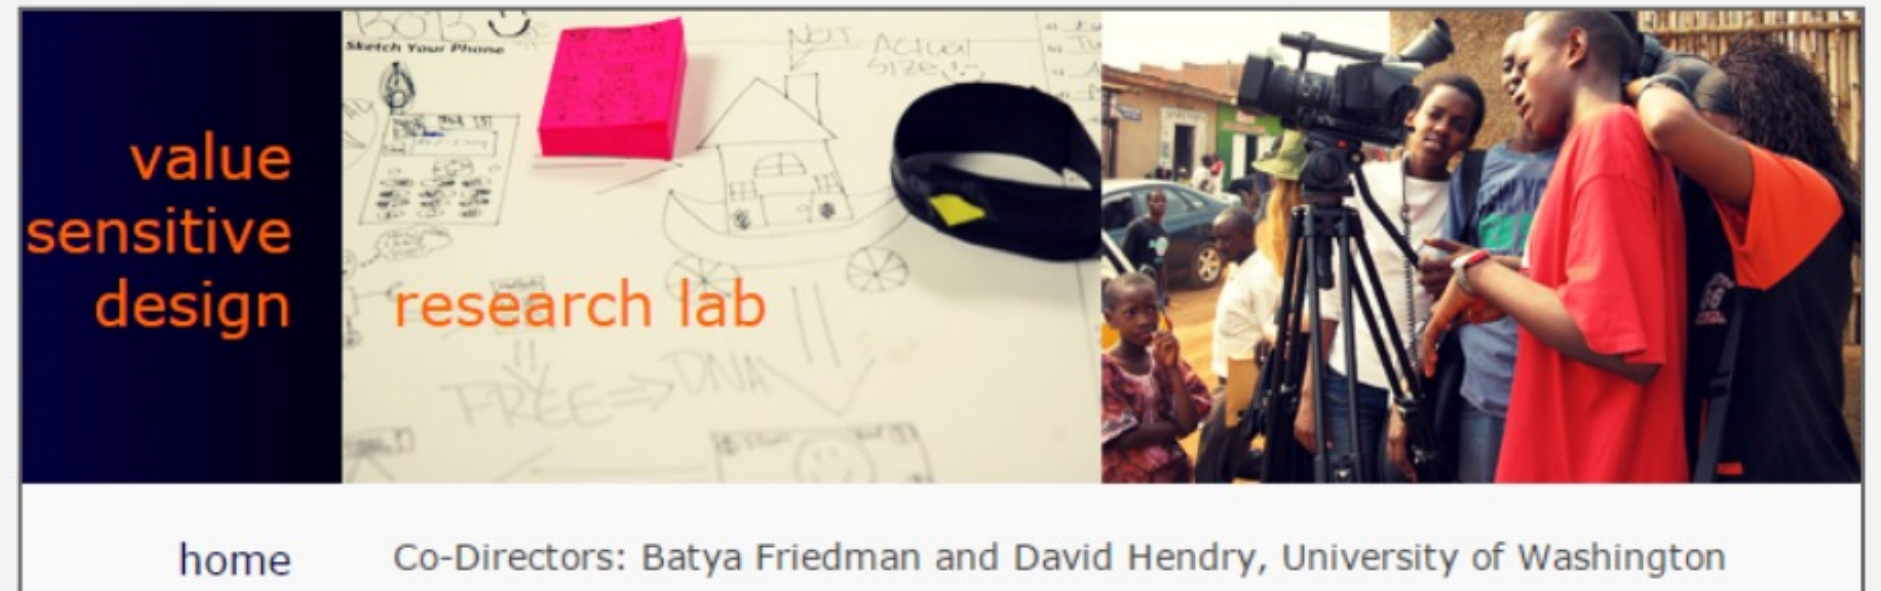 BOB
Sketch Your Phone
NOT Actual
SIZE
value
sensitive
design
research lab
FREE => DNA
home
Co-Directors: Batya Friedman and David Hendry, University of Washington